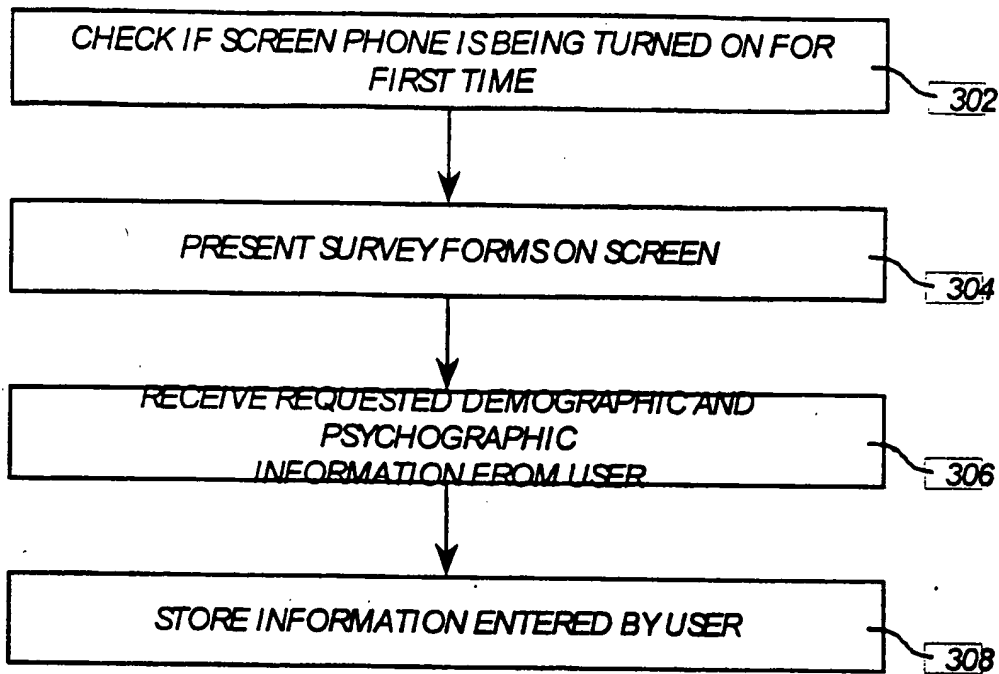 CHECK IF SCREEN PHONE IS BEING TURNED ON FOR
FIRST TIME
302
PRESENT SURVEY FORMS ON SCREEN
304
RECEIVE REQUESTED DEMOGRAPHIC AND
PSYCHOGRAPHIC
INFORMATION FROM USER
306
STORE INFORMATION ENTERED BY USER
308